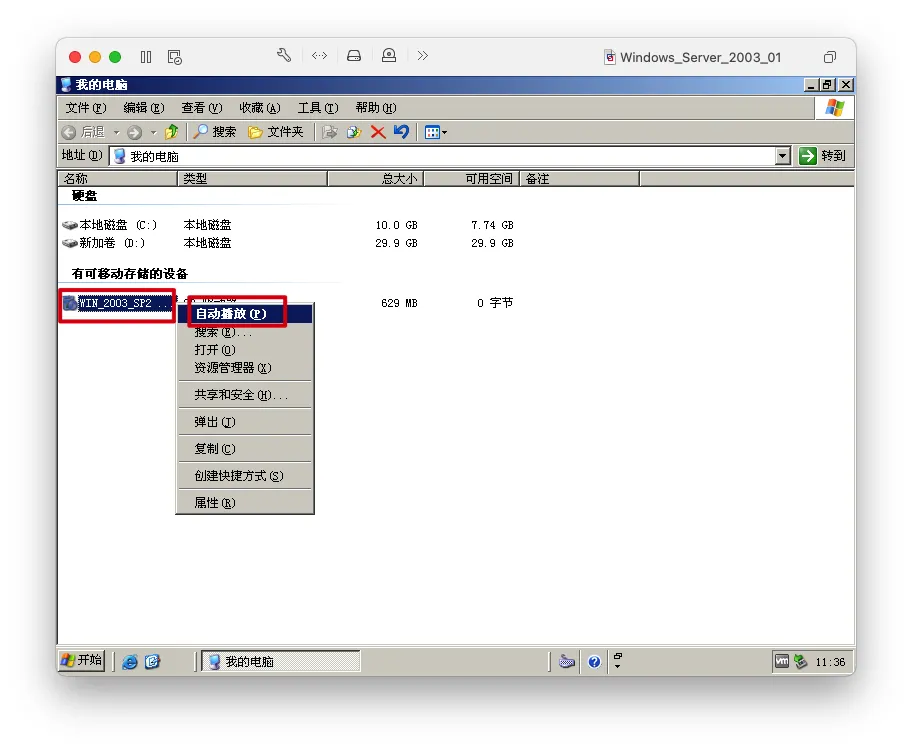 Windows_Server_2003_01
我的电脑
文件(F) 编辑(E) 查看(V) 收藏(A) 工具(T) 帮助(H)
后退 搜索 文件夹
地址(D) 我的电脑 转到
名称 类型 总大小 可用空间 备注
硬盘
本地磁盘 (C:) 本地磁盘 10.0 GB 7.74 GB
新加卷 (D:) 本地磁盘 29.9 GB 29.9 GB
有可移动存储的设备
WIN_2003_SP2 ... 629 MB 0 字节
自动播放(P)
搜索(E)...
打开(O)
资源管理器(X)
共享和安全(H)...
弹出(J)
复制(C)
创建快捷方式(S)
属性(R)
开始 我的电脑 vm 11:36